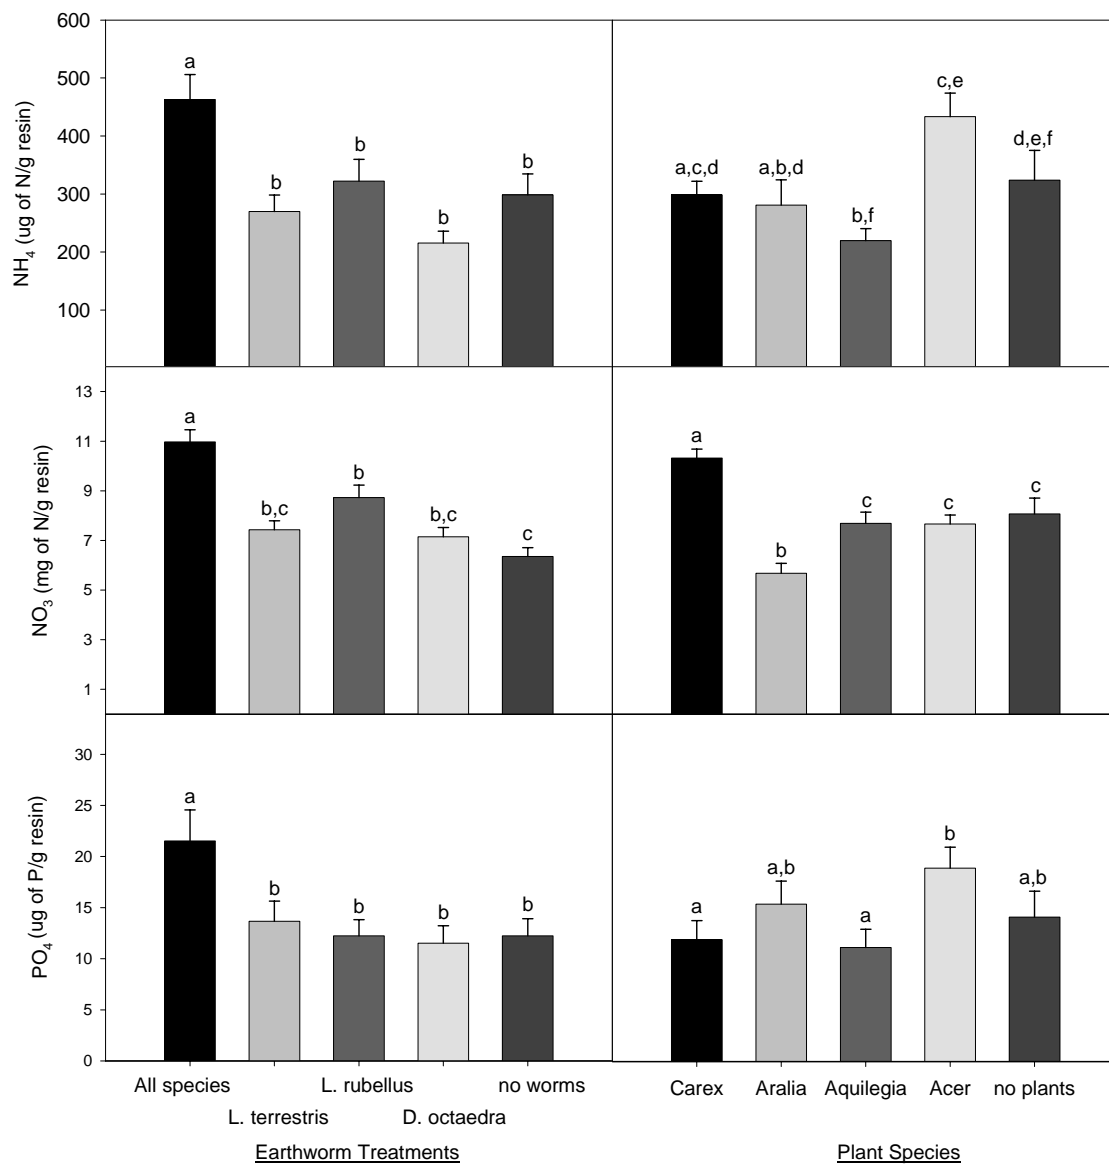 NH4 (ug of N/g resin)
600
500
400
300
200
100
a
b
b
b
b
a,c,d
a,b,d
b,f
c,e
d,e,f
NO3 (mg of N/g resin)
13
11
9
7
5
3
1
a
b,c
b
b,c
c
a
b
c
c
c
PO4 (ug of P/g resin)
30
25
20
15
10
5
0
a
b
b
b
b
a
a,b
a
b
a,b
All species
L. terrestris
L. rubellus
D. octaedra
no worms
Carex
Aralia
Aquilegia
Acer
no plants
Earthworm Treatments
Plant Species